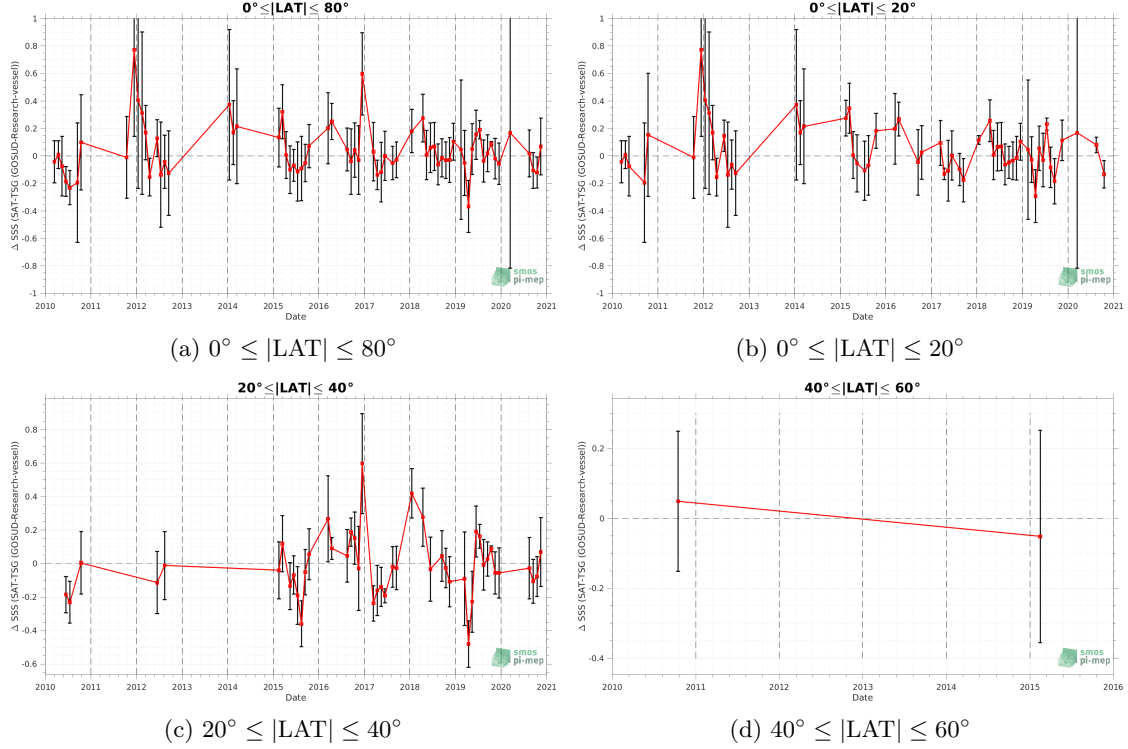 0°≤|LAT|≤ 80°
Δ SSS (SAT-TSG (GOSUD-Research-vessel))
1
0.8
0.6
0.4
0.2
0
-0.2
-0.4
-0.6
-0.8
-1
2010 2011 2012 2013 2014 2015 2016 2017 2018 2019 2020 2021
Date
smos
pi-mep
(a) 0° ≤ |LAT| ≤ 80°
0°≤|LAT|≤ 20°
Δ SSS (SAT-TSG (GOSUD-Research-vessel))
1
0.8
0.6
0.4
0.2
0
-0.2
-0.4
-0.6
-0.8
-1
2010 2011 2012 2013 2014 2015 2016 2017 2018 2019 2020 2021
Date
smos
pi-mep
(b) 0° ≤ |LAT| ≤ 20°
20°≤|LAT|≤ 40°
Δ SSS (SAT-TSG (GOSUD-Research-vessel))
0.8
0.6
0.4
0.2
0
-0.2
-0.4
-0.6
2010 2011 2012 2013 2014 2015 2016 2017 2018 2019 2020 2021
Date
smos
pi-mep
(c) 20° ≤ |LAT| ≤ 40°
40°≤|LAT|≤ 60°
Δ SSS (SAT-TSG (GOSUD-Research-vessel))
0.2
0
-0.2
-0.4
2010 2011 2012 2013 2014 2015 2016
Date
smos
pi-mep
(d) 40° ≤ |LAT| ≤ 60°